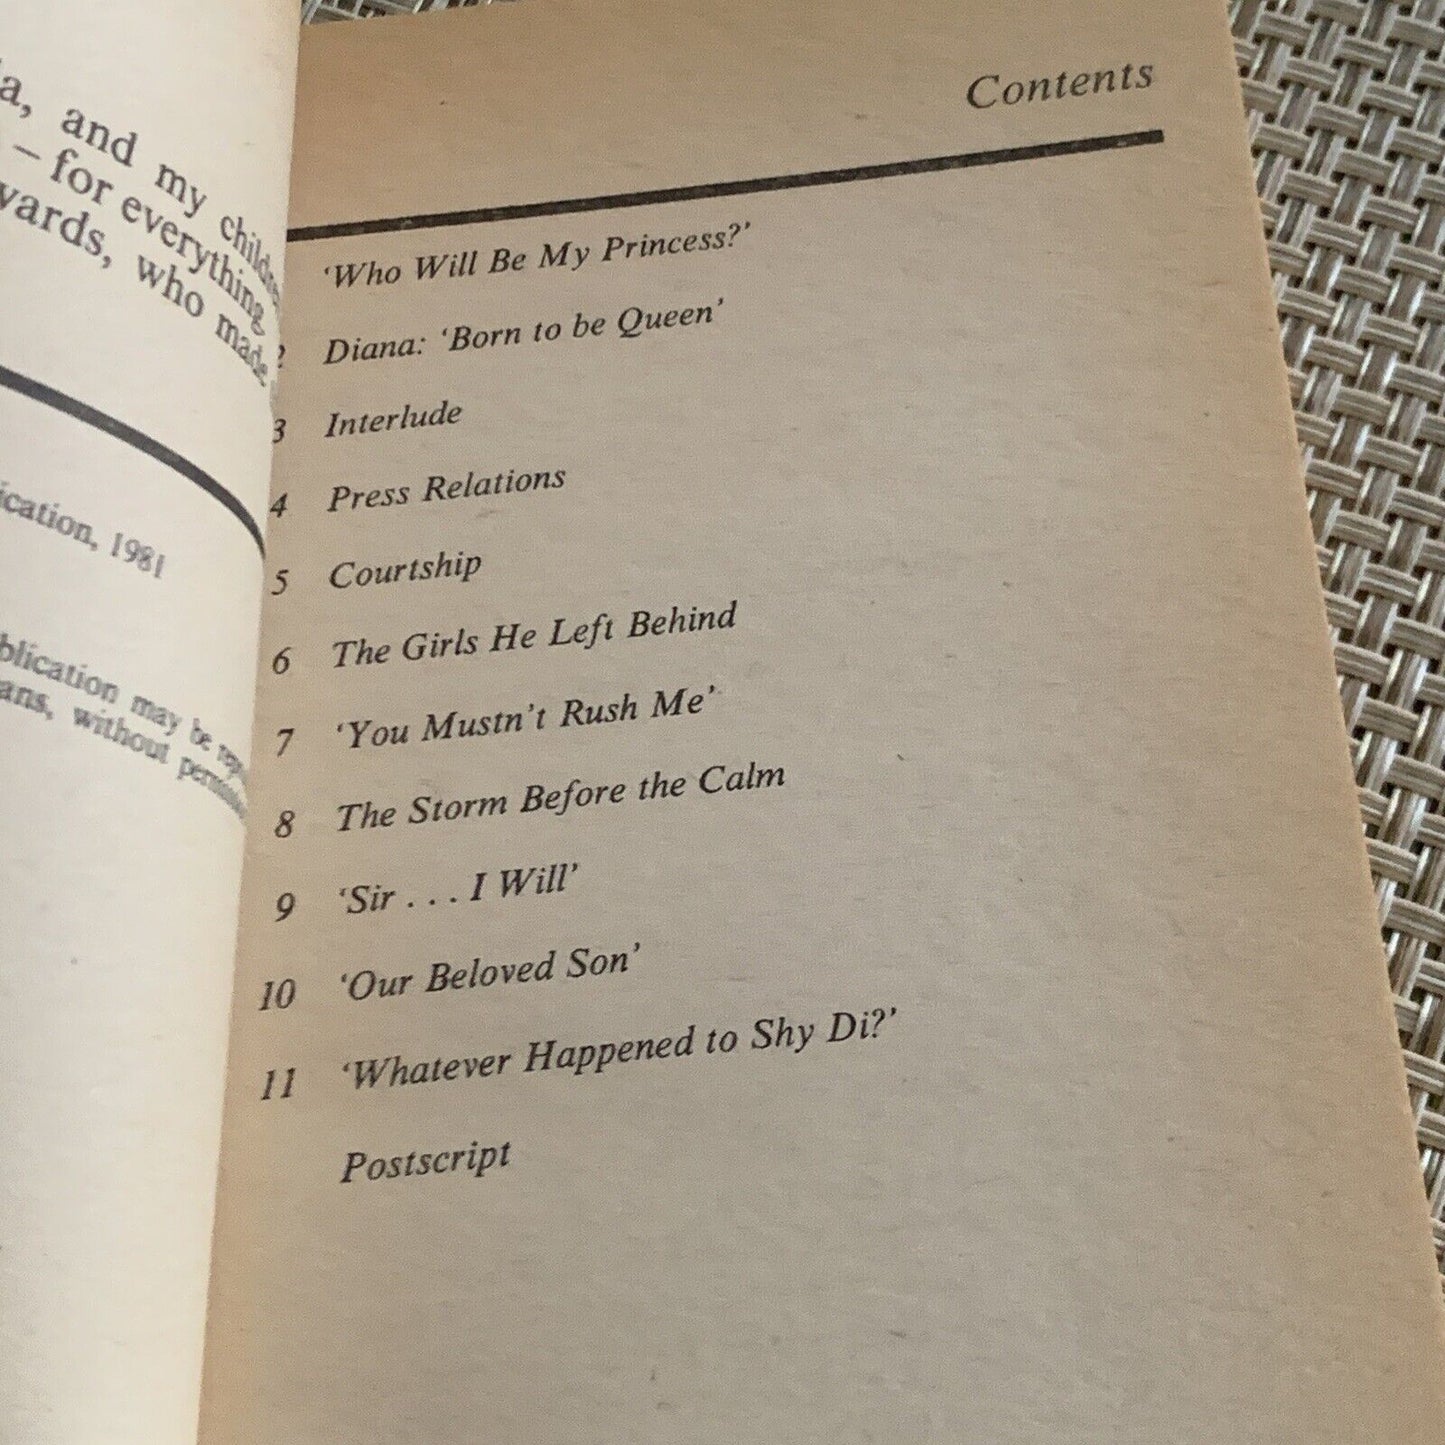 a, and my
– for everything
wards, who made
ication, 1981
blication may be
ans, without
Contents
‘Who Will Be My Princess?’
2 Diana: ‘Born to be Queen’
3 Interlude
4 Press Relations
5 Courtship
6 The Girls He Left Behind
7 ‘You Mustn’t Rush Me’
8 The Storm Before the Calm
9 ‘Sir . . . I Will’
10 ‘Our Beloved Son’
11 ‘Whatever Happened to Shy Di?’
Postscript